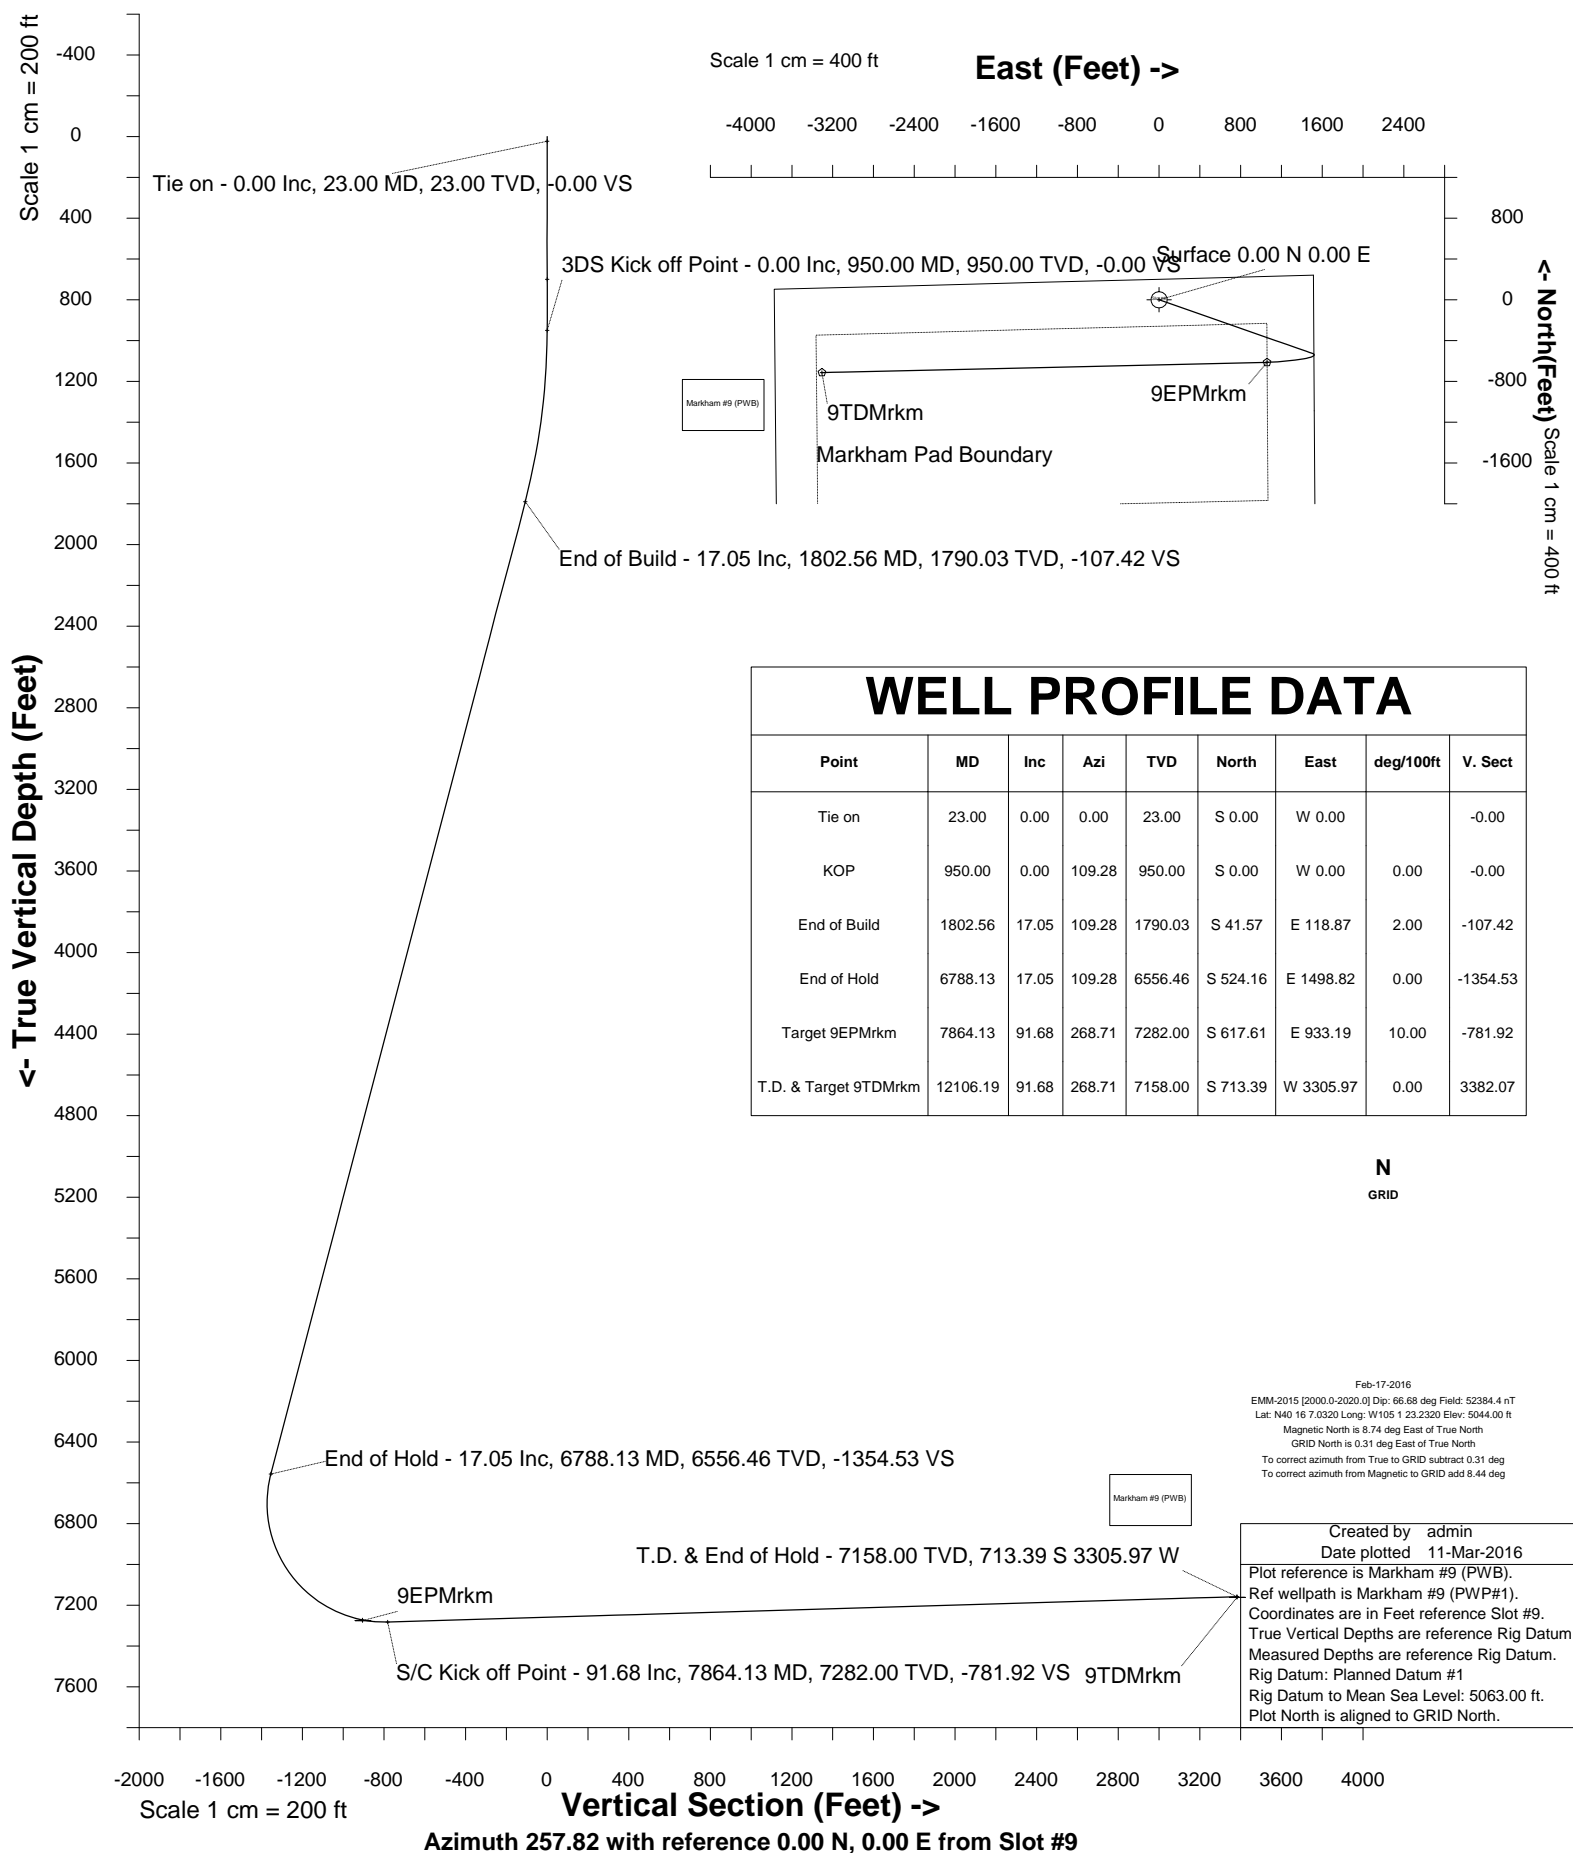 Scale 1 cm = 400 ft
East (Feet) ->
-4000 -3200 -2400 -1600 -800 0 800 1600 2400
Scale 1 cm = 200 ft
<- True Vertical Depth (Feet)
-400
0
400
800
1200
1600
2000
2400
2800
3200
3600
4000
4400
4800
5200
5600
6000
6400
6800
7200
7600
Tie on - 0.00 Inc, 23.00 MD, 23.00 TVD, -0.00 VS
3DS Kick off Point - 0.00 Inc, 950.00 MD, 950.00 TVD, -0.00 VS
Surface 0.00 N 0.00 E
800
0
-800
-1600
<- North(Feet)
Scale 1 cm = 400 ft
Markham #9 (PWB)
9TDMrkm
9EPMrkm
Markham Pad Boundary
End of Build - 17.05 Inc, 1802.56 MD, 1790.03 TVD, -107.42 VS
WELL PROFILE DATA
Point MD Inc Azi TVD North East deg/100ft V. Sect
Tie on 23.00 0.00 0.00 23.00 S 0.00 W 0.00 -0.00
KOP 950.00 0.00 109.28 950.00 S 0.00 W 0.00 0.00 -0.00
End of Build 1802.56 17.05 109.28 1790.03 S 41.57 E 118.87 2.00 -107.42
End of Hold 6788.13 17.05 109.28 6556.46 S 524.16 E 1498.82 0.00 -1354.53
Target 9EPMrkm 7864.13 91.68 268.71 7282.00 S 617.61 E 933.19 10.00 -781.92
T.D. & Target 9TDMrkm 12106.19 91.68 268.71 7158.00 S 713.39 W 3305.97 0.00 3382.07
N
GRID
Feb-17-2016
EMM-2015 [2000.0-2020.0] Dip: 66.68 deg Field: 52384.4 nT
Lat: N40 16 7.0320 Long: W105 1 23.2320 Elev: 5044.00 ft
Magnetic North is 8.74 deg East of True North
GRID North is 0.31 deg East of True North
To correct azimuth from True to GRID subtract 0.31 deg
To correct azimuth from Magnetic to GRID add 8.44 deg
End of Hold - 17.05 Inc, 6788.13 MD, 6556.46 TVD, -1354.53 VS
Markham #9 (PWB)
T.D. & End of Hold - 7158.00 TVD, 713.39 S 3305.97 W
9EPMrkm
S/C Kick off Point - 91.68 Inc, 7864.13 MD, 7282.00 TVD, -781.92 VS
9TDMrkm
Created by admin
Date plotted 11-Mar-2016
Plot reference is Markham #9 (PWB).
Ref wellpath is Markham #9 (PWP#1).
Coordinates are in Feet reference Slot #9.
True Vertical Depths are reference Rig Datum
Measured Depths are reference Rig Datum.
Rig Datum: Planned Datum #1
Rig Datum to Mean Sea Level: 5063.00 ft.
Plot North is aligned to GRID North.
-2000 -1600 -1200 -800 -400 0 400 800 1200 1600 2000 2400 2800 3200 3600 4000
Scale 1 cm = 200 ft
Vertical Section (Feet) ->
Azimuth 257.82 with reference 0.00 N, 0.00 E from Slot #9